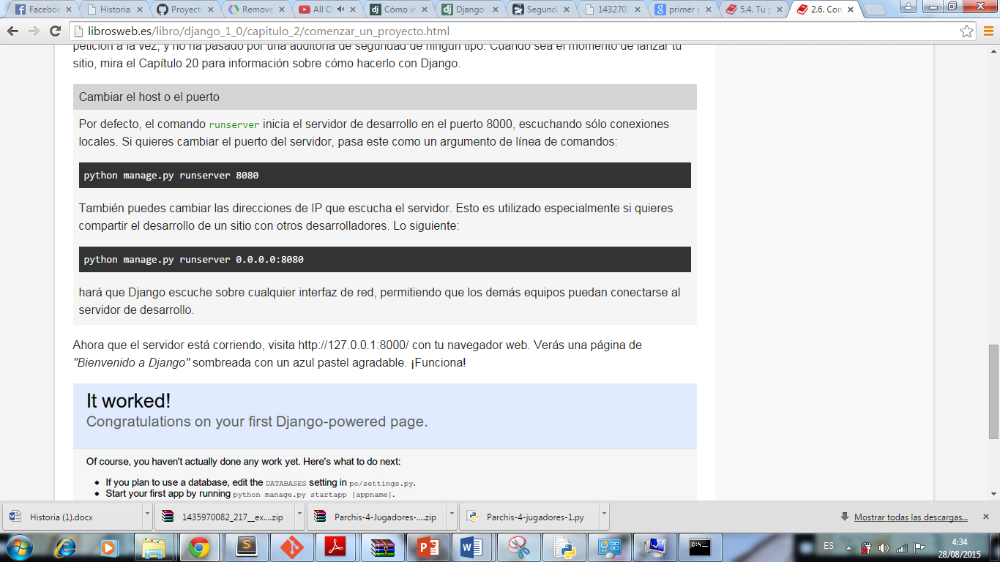 Faceboo
Historia
Proyecto
Remove
All O
Cómo in
Django
Segund
1432703
primer p
5.4. Tu p
2.6. Con
librosweb.es/libro/django_1_0/capitulo_2/comenzar_un_proyecto.html
petición a la vez, y no ha pasado por una auditoría de seguridad de ningún tipo. Cuando sea el momento de lanzar tu
sitio, mira el Capítulo 20 para información sobre cómo hacerlo con Django.
Cambiar el host o el puerto
Por defecto, el comando runserver inicia el servidor de desarrollo en el puerto 8000, escuchando sólo conexiones
locales. Si quieres cambiar el puerto del servidor, pasa este como un argumento de línea de comandos:
python manage.py runserver 8080
También puedes cambiar las direcciones de IP que escucha el servidor. Esto es utilizado especialmente si quieres
compartir el desarrollo de un sitio con otros desarrolladores. Lo siguiente:
python manage.py runserver 0.0.0.0:8080
hará que Django escuche sobre cualquier interfaz de red, permitiendo que los demás equipos puedan conectarse al
servidor de desarrollo.
Ahora que el servidor está corriendo, visita http://127.0.0.1:8000/ con tu navegador web. Verás una página de
"Bienvenido a Django" sombreada con un azul pastel agradable. ¡Funciona!
It worked!
Congratulations on your first Django-powered page.
Of course, you haven't actually done any work yet. Here's what to do next:
• If you plan to use a database, edit the DATABASES setting in po/settings.py.
• Start your first app by running python manage.py startapp [appname].
Historia (1).docx
1435970082_217__ex....zip
Parchis-4-Jugadores-....zip
Parchis-4-jugadores-1.py
Mostrar todas las descargas...
ES
4:34
28/08/2015